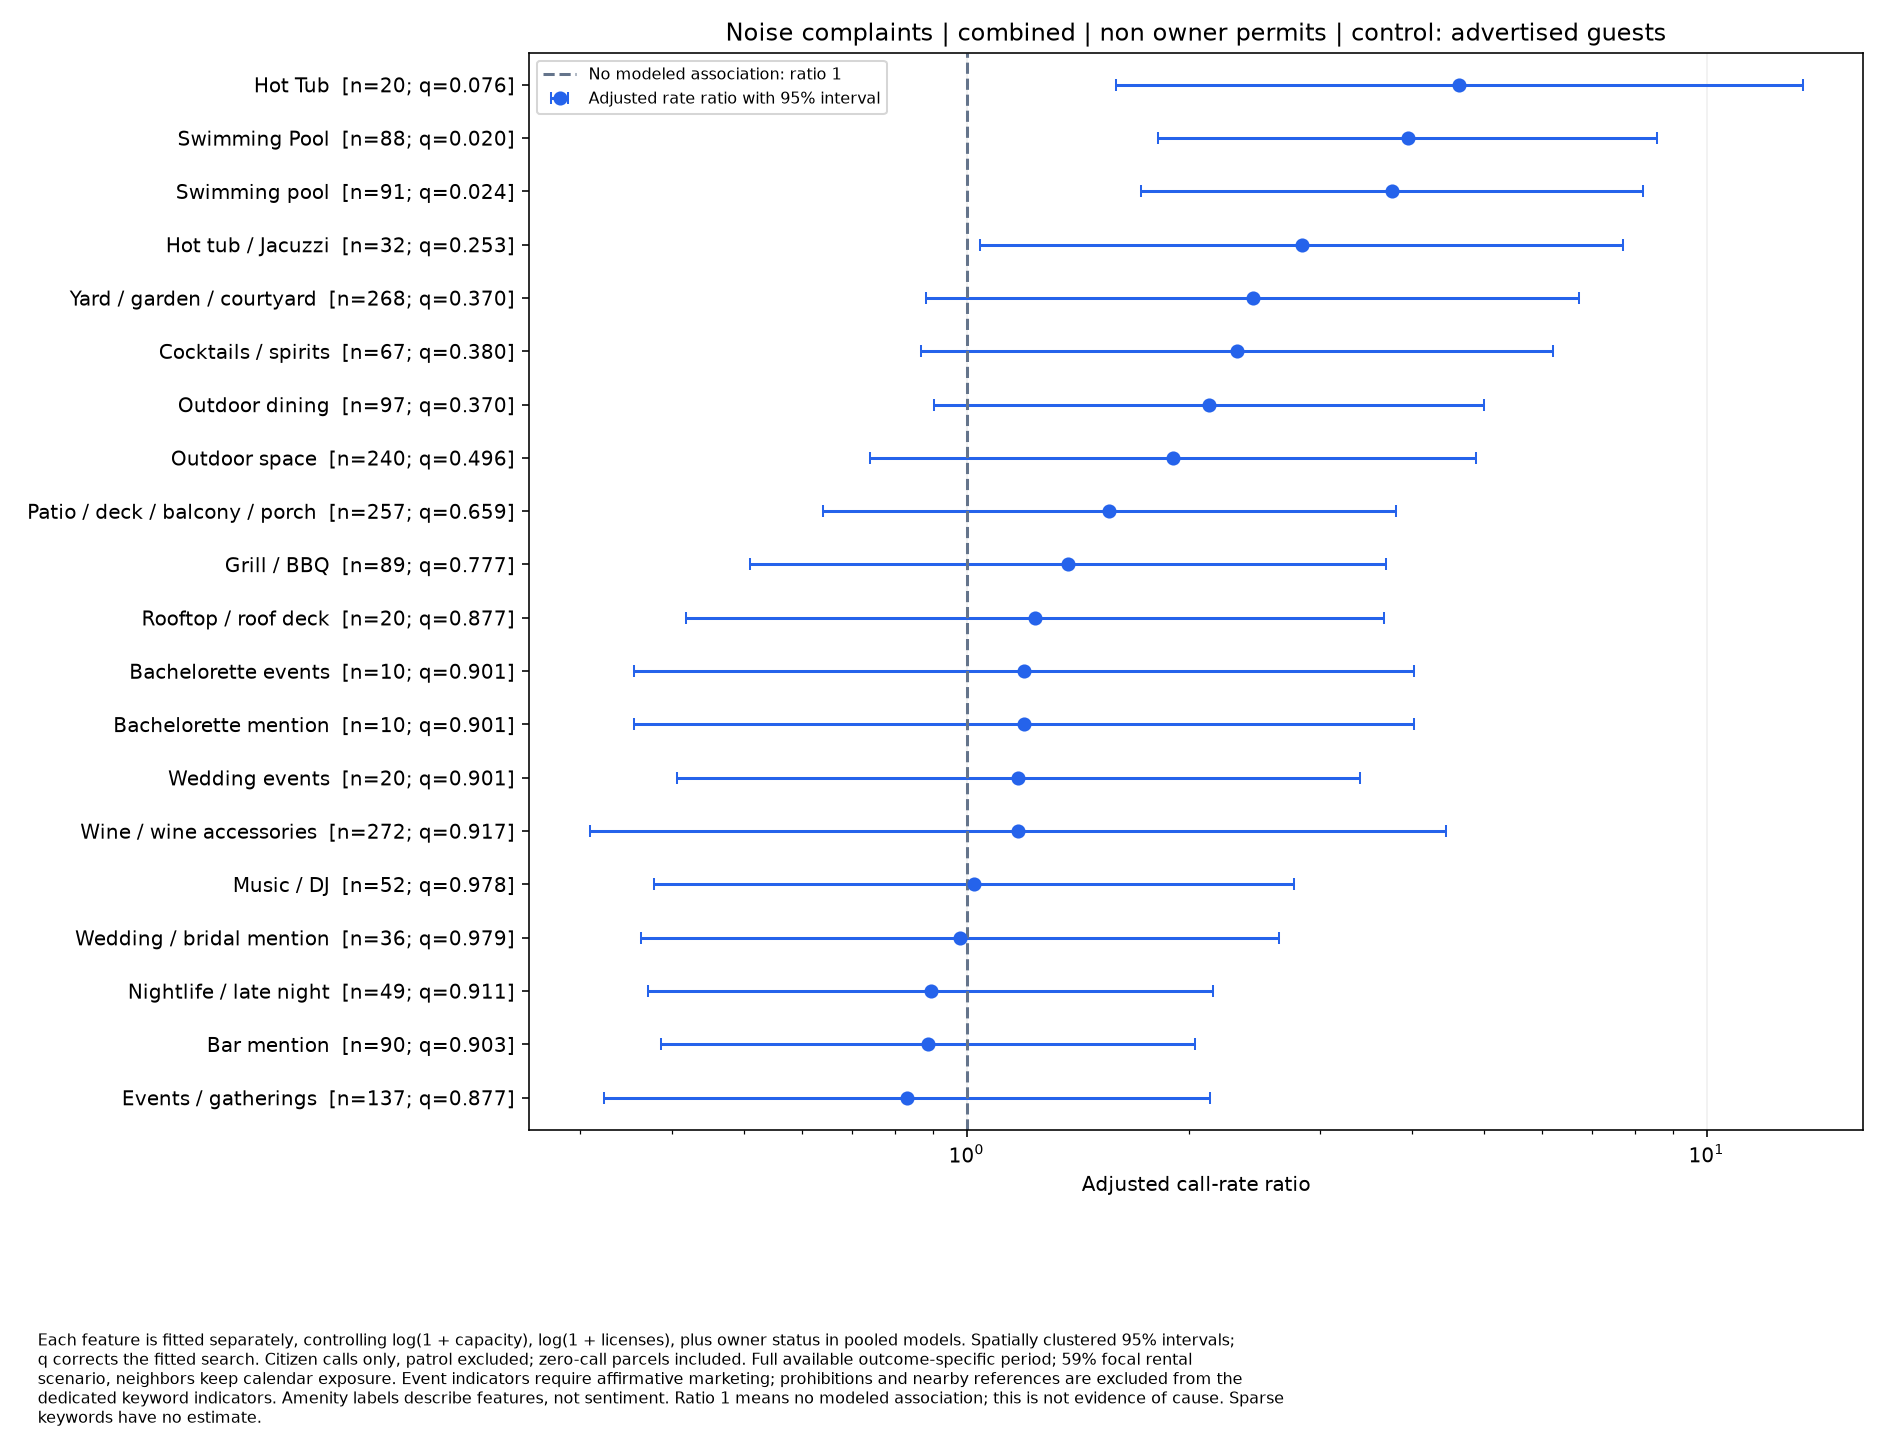 Noise complaints | combined | non owner permits | control: advertised guests
No modeled association: ratio 1
Adjusted rate ratio with 95% interval
Hot Tub [n=20; q=0.076]
Swimming Pool [n=88; q=0.020]
Swimming pool [n=91; q=0.024]
Hot tub / Jacuzzi [n=32; q=0.253]
Yard / garden / courtyard [n=268; q=0.370]
Cocktails / spirits [n=67; q=0.380]
Outdoor dining [n=97; q=0.370]
Outdoor space [n=240; q=0.496]
Patio / deck / balcony / porch [n=257; q=0.659]
Grill / BBQ [n=89; q=0.777]
Rooftop / roof deck [n=20; q=0.877]
Bachelorette events [n=10; q=0.901]
Bachelorette mention [n=10; q=0.901]
Wedding events [n=20; q=0.901]
Wine / wine accessories [n=272; q=0.917]
Music / DJ [n=52; q=0.978]
Wedding / bridal mention [n=36; q=0.979]
Nightlife / late night [n=49; q=0.911]
Bar mention [n=90; q=0.903]
Events / gatherings [n=137; q=0.877]
10⁰ 10¹
Adjusted call-rate ratio
Each feature is fitted separately, controlling log(1 + capacity), log(1 + licenses), plus owner status in pooled models. Spatially clustered 95% intervals;
q corrects the fitted search. Citizen calls only, patrol excluded; zero-call parcels included. Full available outcome-specific period; 59% focal rental
scenario, neighbors keep calendar exposure. Event indicators require affirmative marketing; prohibitions and nearby references are excluded from the
dedicated keyword indicators. Amenity labels describe features, not sentiment. Ratio 1 means no modeled association; this is not evidence of cause. Sparse
keywords have no estimate.